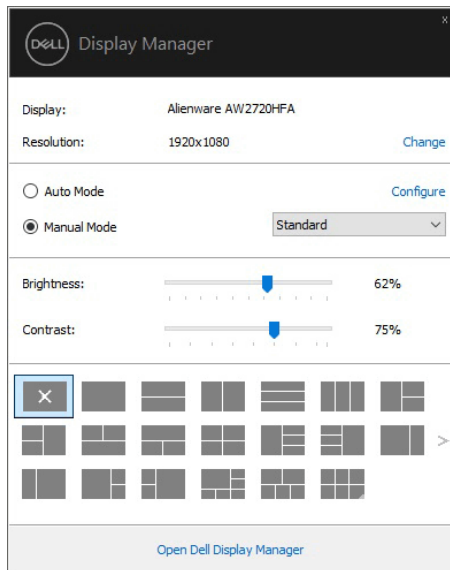 x
DELL Display Manager
Display: Alienware AW2720HFA
Resolution: 1920x1080 Change
Auto Mode Configure
Manual Mode Standard
Brightness: 62%
Contrast: 75%
Open Dell Display Manager